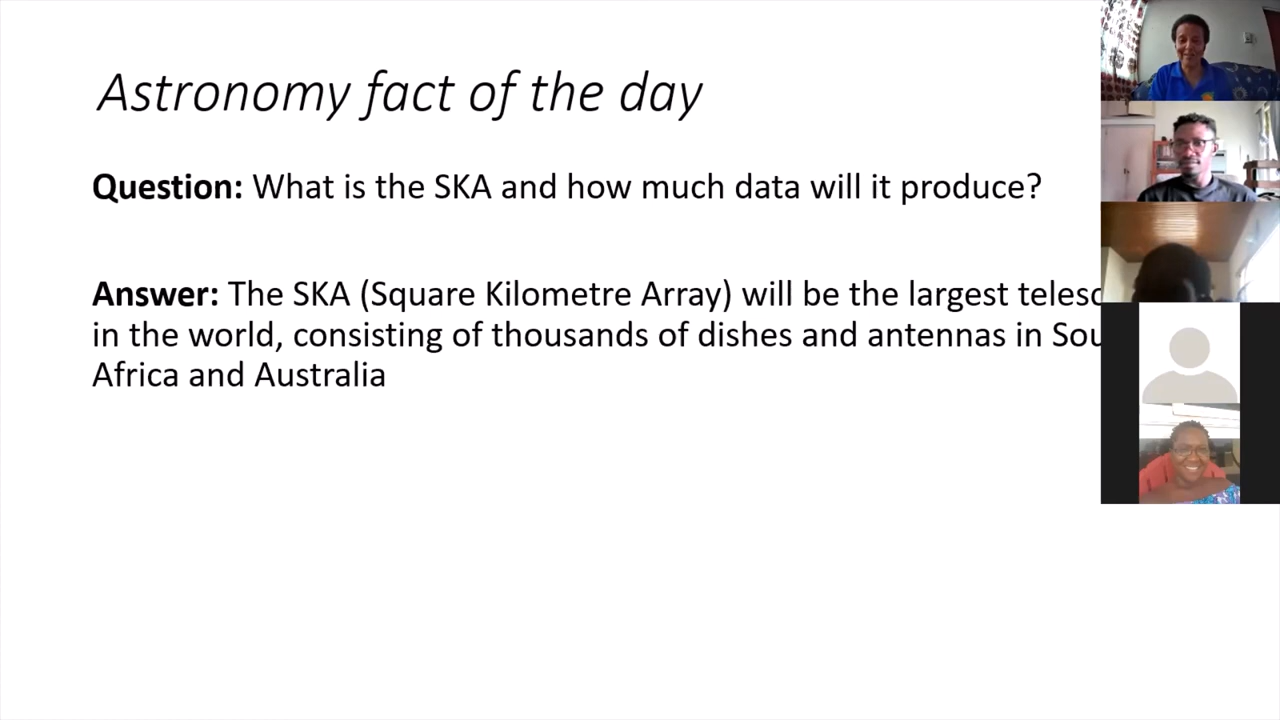 Astronomy fact of the day
Question: What is the SKA and how much data will it produce?
Answer: The SKA (Square Kilometre Array) will be the largest
in the world, consisting of thousands of dishes and antennas in
Africa and Australia